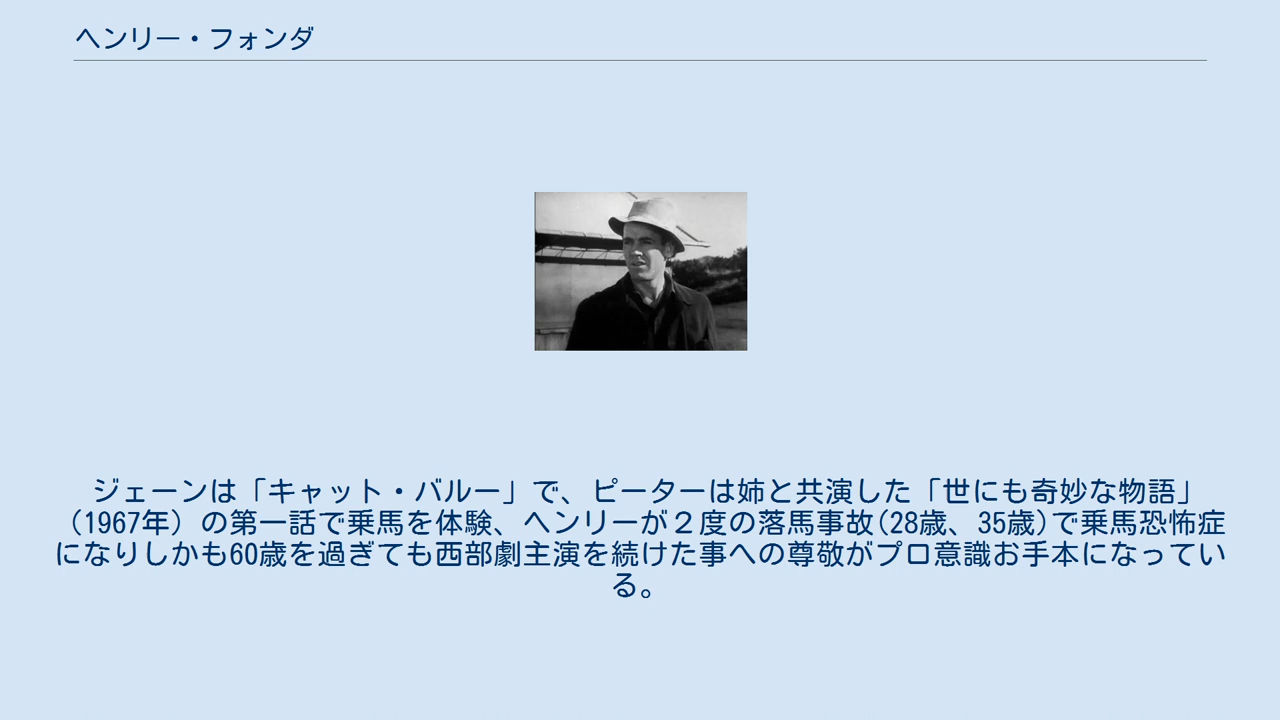 ヘンリー・フォンダ
ジェーンは「キャット・バルー」で、ピーターは姉と共演した「世にも奇妙な物語」
（1967年）の第一話で乗馬を体験、ヘンリーが２度の落馬事故(28歳、35歳)で乗馬恐怖症
になりしかも60歳を過ぎても西部劇主演を続けた事への尊敬がプロ意識お手本になってい
る。